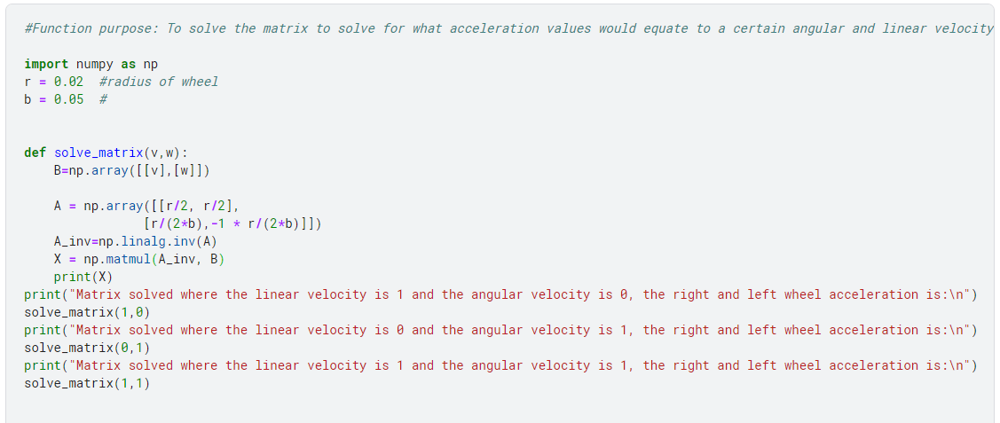 #Function purpose: To solve the matrix to solve for what acceleration values would equate to a certain angular and linear velocity
import numpy as np
r = 0.02  #radius of wheel
b = 0.05  #
def solve_matrix(v,w):
    B=np.array([[v],[w]])
    A = np.array([[r/2, r/2],
                [r/(2*b),-1 * r/(2*b)]])
    A_inv=np.linalg.inv(A)
    X = np.matmul(A_inv, B)
    print(X)
print("Matrix solved where the linear velocity is 1 and the angular velocity is 0, the right and left wheel acceleration is:\n")
solve_matrix(1,0)
print("Matrix solved where the linear velocity is 0 and the angular velocity is 1, the right and left wheel acceleration is:\n")
solve_matrix(0,1)
print("Matrix solved where the linear velocity is 1 and the angular velocity is 1, the right and left wheel acceleration is:\n")
solve_matrix(1,1)